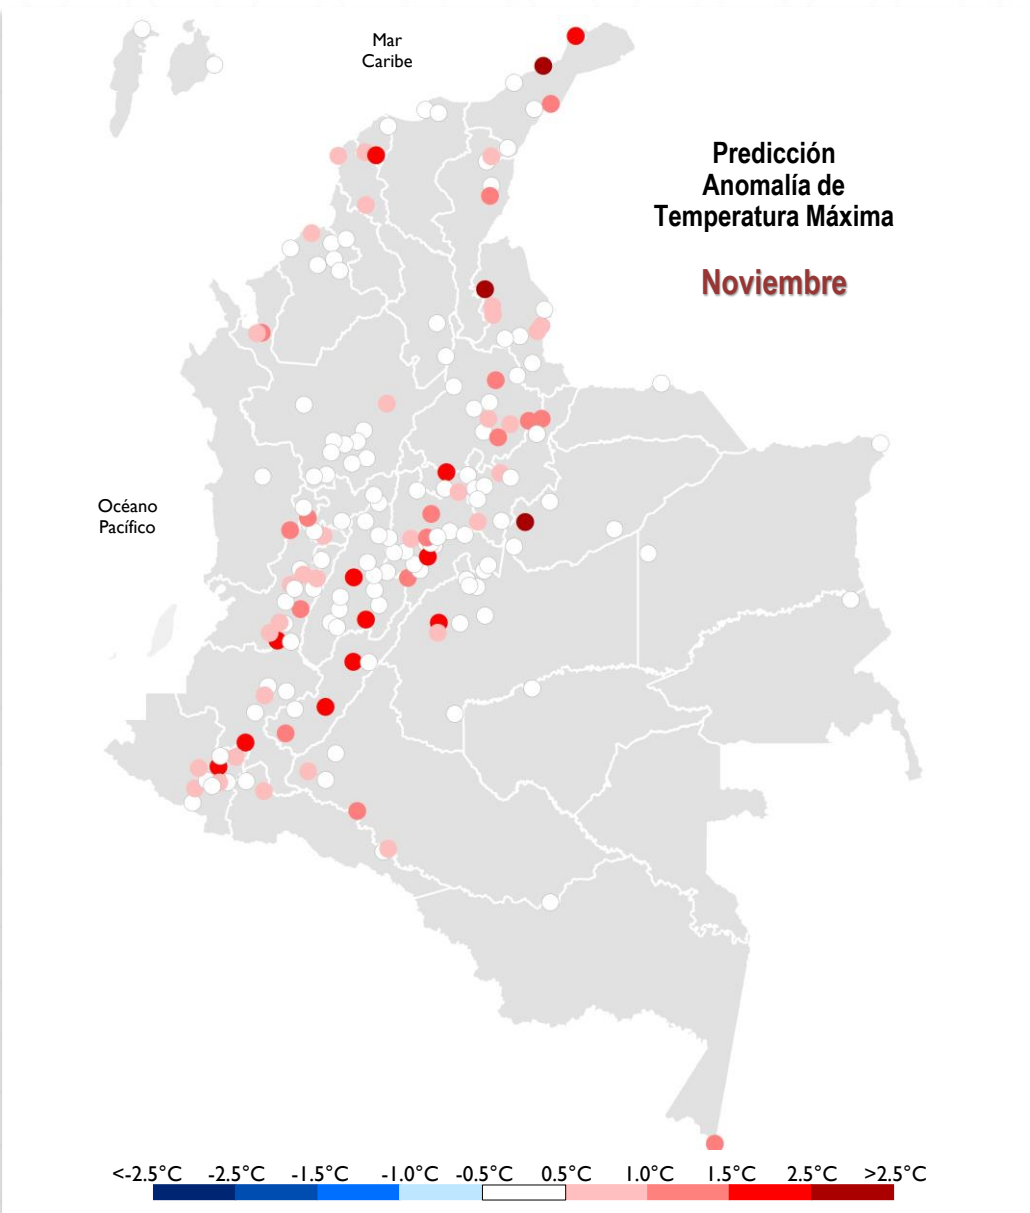 Mar
Caribe
Predicción
Anomalía de
Temperatura Máxima
Noviembre
Océano
Pacífico
<-2.5°C -2.5°C -1.5°C -1.0°C -0.5°C 0.5°C 1.0°C 1.5°C 2.5°C >2.5°C